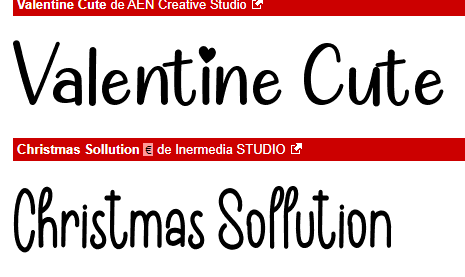 Valentine Cute de AEN Creative Studio
Valentine Cute
Christmas Sollution € de Inermedia STUDIO
Christmas Sollution